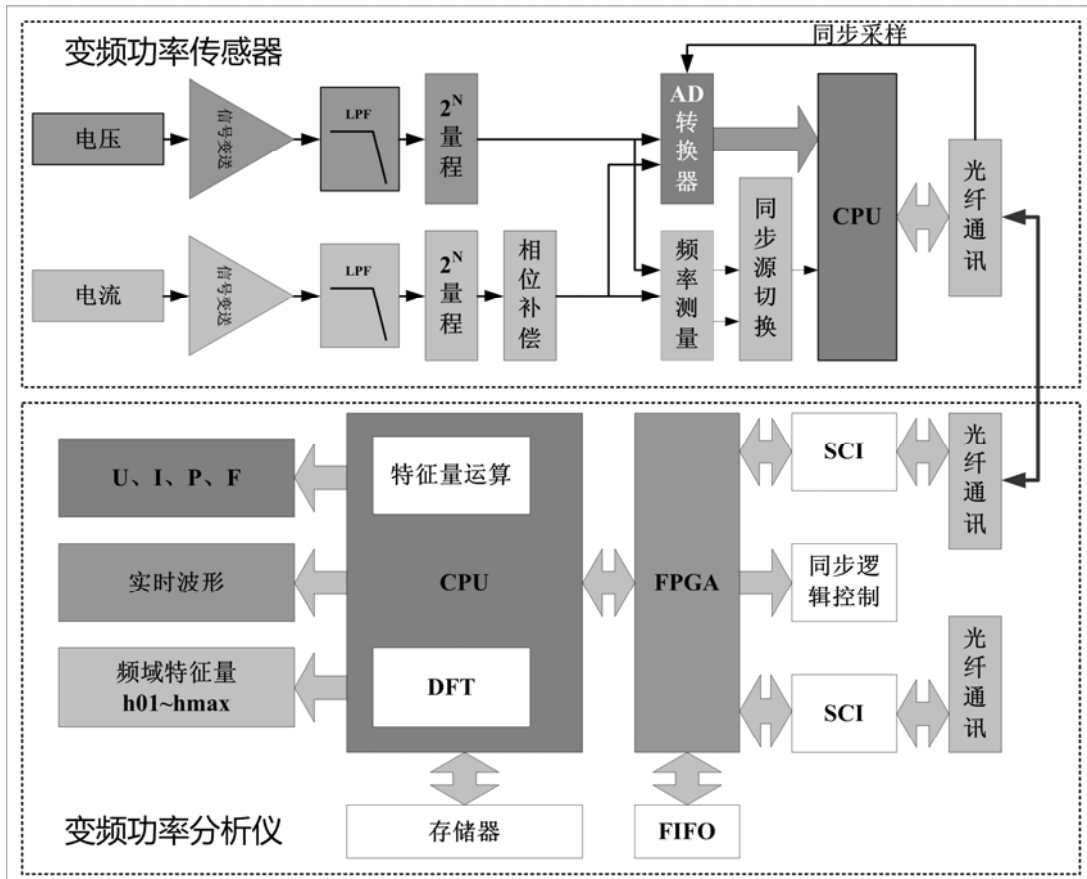 变频功率传感器
同步采样
电压
信号变送
LPF
2N
量程
AD
转换器
CPU
光纤通讯
电流
信号变送
LPF
2N
量程
相位补偿
频率测量
同步源切换
U、I、P、F
特征量运算
SCI
光纤通讯
实时波形
CPU
FPGA
同步逻
辑控制
频域特征量
h01~hmax
DFT
SCI
光纤通讯
变频功率分析仪
存储器
FIFO